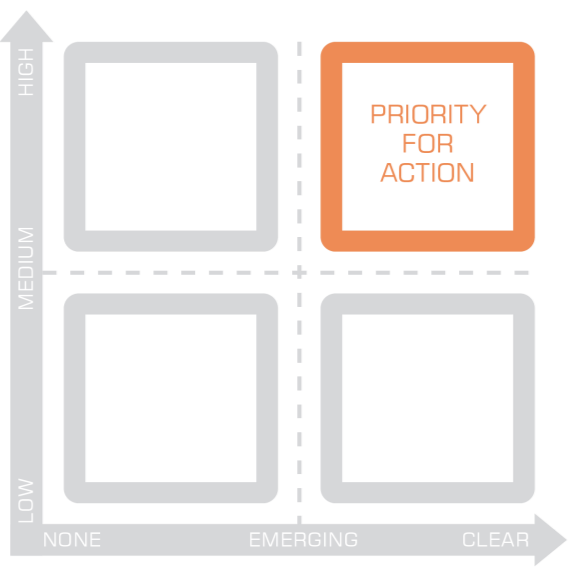 HIGH
PRIORITY
FOR
ACTION
MEDIUM
LOW
NONE
EMERGING
CLEAR